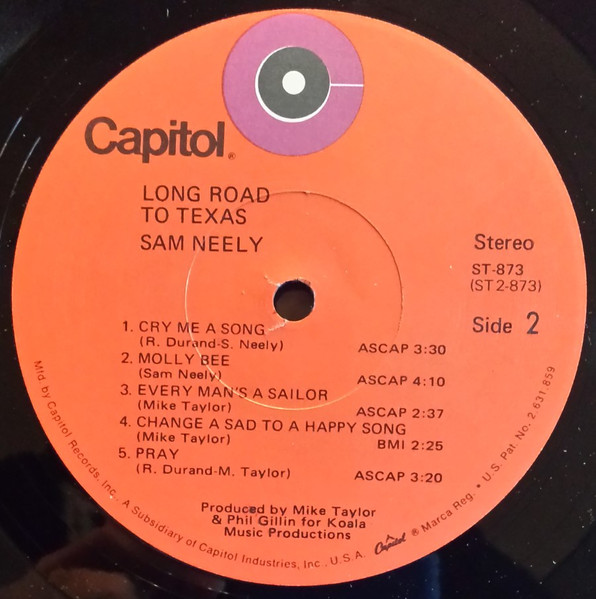 Capitol®
LONG ROAD
TO TEXAS
SAM NEELY
Stereo
ST-873
(ST2-873)
Side 2
1. CRY ME A SONG
(R. Durand-S. Neely) ASCAP 3:30
2. MOLLY BEE
(Sam Neely) ASCAP 4:10
3. EVERY MAN'S A SAILOR
(Mike Taylor) ASCAP 2:37
4. CHANGE A SAD TO A HAPPY SONG
(Mike Taylor) BMI 2:25
5. PRAY
(R. Durand-M. Taylor) ASCAP 3:20
Produced by Mike Taylor
& Phil Gillin for Koala
Music Productions
Mfd. by Capitol Records, Inc., A Subsidiary of Capitol Industries, Inc., U.S.A. Capitol ® Marca Reg. • U.S. Pat. No. 2,631,859